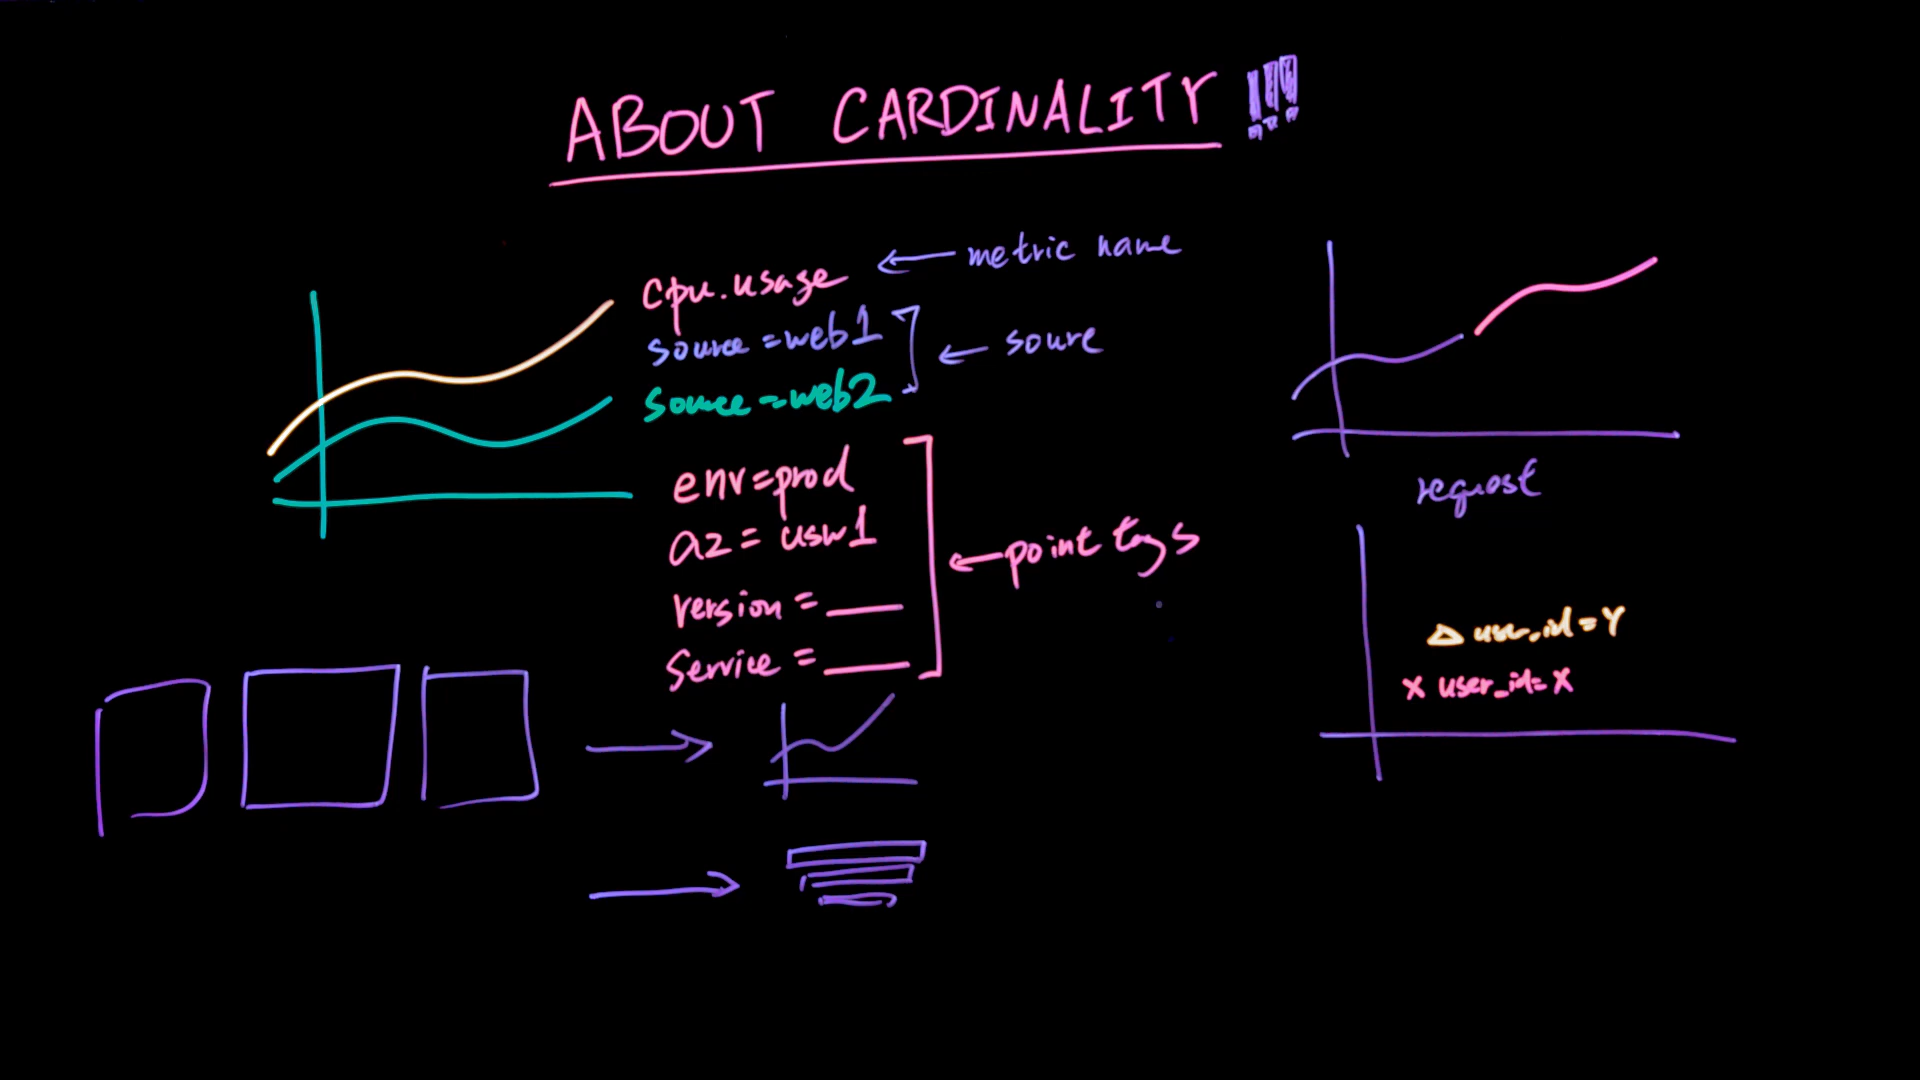 ABOUT CARDINALITY !!!
cpu.usage ← metric name
source=web1
source=web2
← soure
env=prod
az=usw1
version=
service=
← point tags
request
△ user_id=Y
x user_id=X